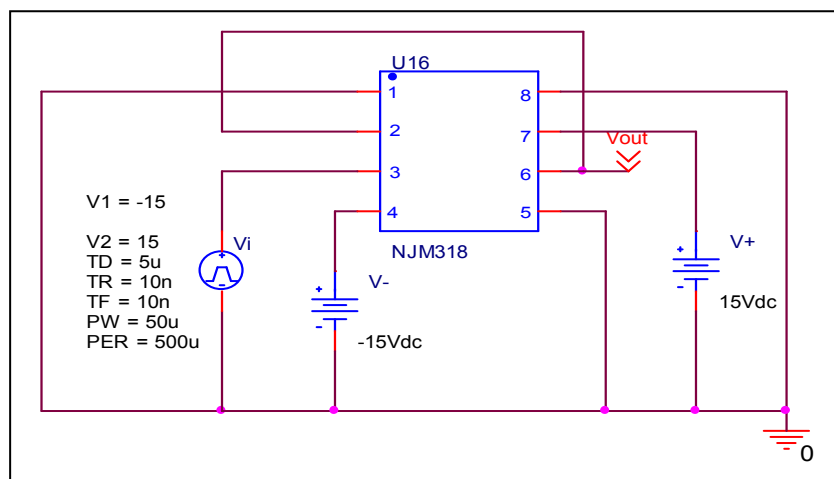 U16
1
8
2
7
Vout
3
6
4
5
NJM318
V1 = -15
V2 = 15
TD = 5u
TR = 10n
TF = 10n
PW = 50u
PER = 500u
Vi
+
-
V-
+
-
-15Vdc
V+
+
-
15Vdc
0